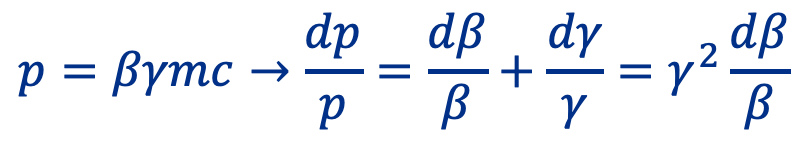 p = βγmc → dp/p = dβ/β + dγ/γ = γ² dβ/β